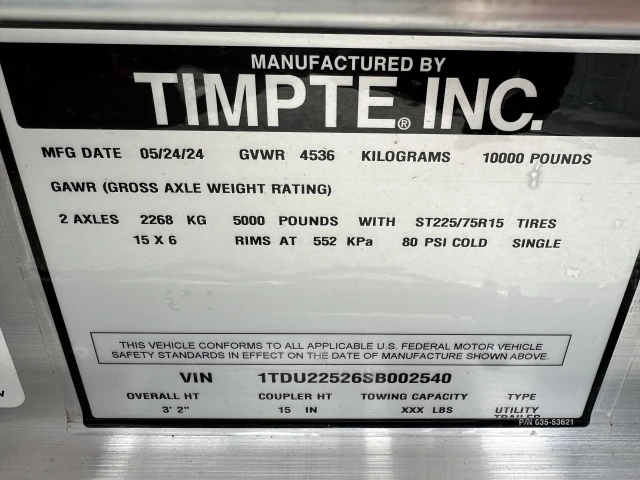 MANUFACTURED BY
TIMPTE® INC.
MFG DATE 05/24/24 GVWR 4536 KILOGRAMS 10000 POUNDS
GAWR (GROSS AXLE WEIGHT RATING)
2 AXLES 2268 KG 5000 POUNDS WITH ST225/75R15 TIRES
15 X 6 RIMS AT 552 KPa 80 PSI COLD SINGLE
THIS VEHICLE CONFORMS TO ALL APPLICABLE U.S. FEDERAL MOTOR VEHICLE
SAFETY STANDARDS IN EFFECT ON THE DATE OF MANUFACTURE SHOWN ABOVE.
VIN 1TDU22526SB002540
OVERALL HT COUPLER HT TOWING CAPACITY TYPE
3' 2" 15 IN XXX LBS UTILITY
TRAILER
P/N 035-53621